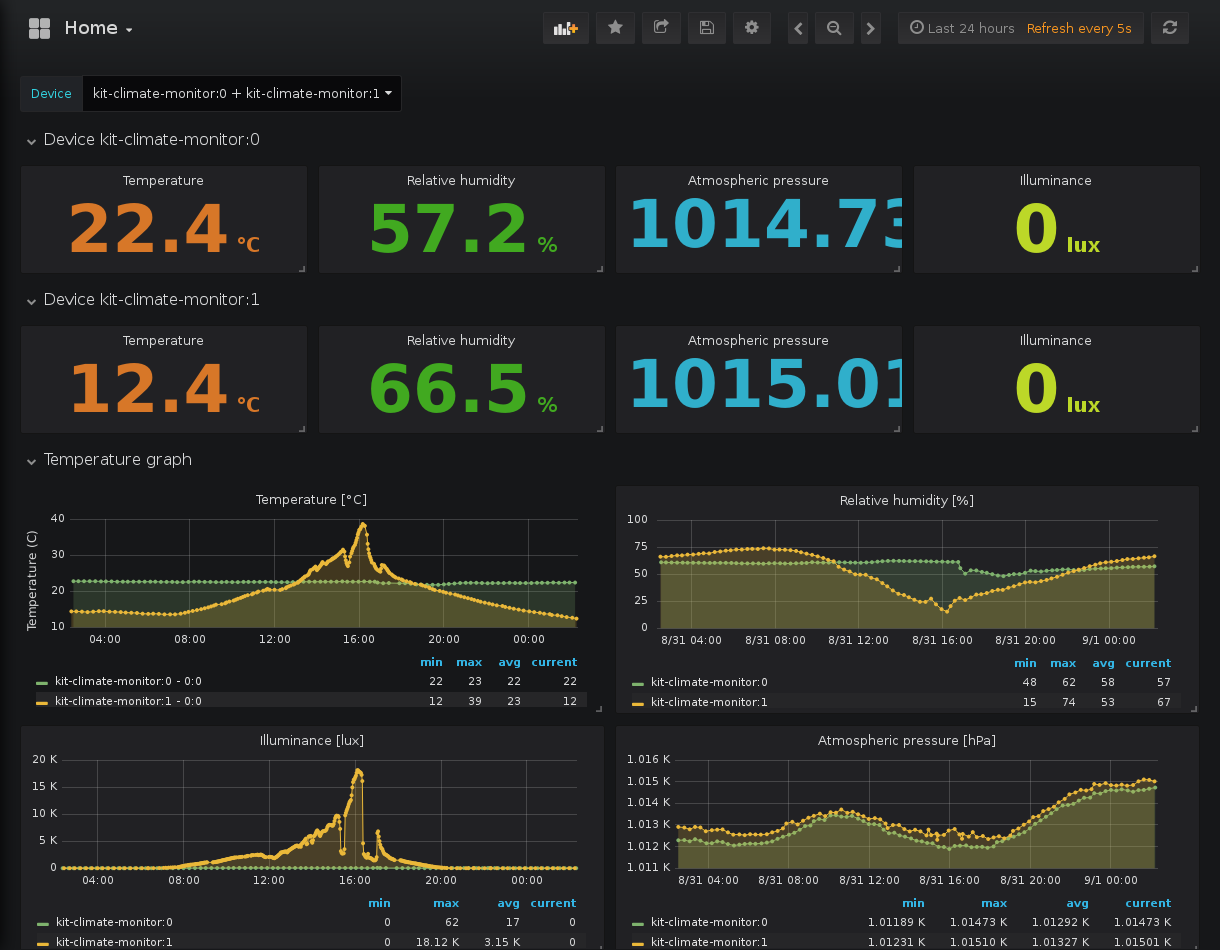 Home
Last 24 hours Refresh every 5s
Device kit-climate-monitor:0 + kit-climate-monitor:1
Device kit-climate-monitor:0
Temperature Relative humidity Atmospheric pressure Illuminance
22.4 °C 57.2 % 1014.73 0 lux
Device kit-climate-monitor:1
Temperature Relative humidity Atmospheric pressure Illuminance
12.4 °C 66.5 % 1015.01 0 lux
Temperature graph
Temperature [°C]
Temperature (C)
40
30
20
10
04:00 08:00 12:00 16:00 20:00 00:00
min max avg current
kit-climate-monitor:0 - 0:0 22 23 22 22
kit-climate-monitor:1 - 0:0 12 39 23 12
Relative humidity [%]
100
75
50
25
0
8/31 04:00 8/31 08:00 8/31 12:00 8/31 16:00 8/31 20:00 9/1 00:00
min max avg current
kit-climate-monitor:0 48 62 58 57
kit-climate-monitor:1 15 74 53 67
Illuminance [lux]
20 K
15 K
10 K
5 K
0
04:00 08:00 12:00 16:00 20:00 00:00
min max avg current
kit-climate-monitor:0 0 62 17 0
kit-climate-monitor:1 0 18.12 K 3.15 K 0
Atmospheric pressure [hPa]
1.016 K
1.015 K
1.014 K
1.013 K
1.012 K
1.011 K
8/31 04:00 8/31 08:00 8/31 12:00 8/31 16:00 8/31 20:00 9/1 00:00
min max avg current
kit-climate-monitor:0 1.01189 K 1.01473 K 1.01292 K 1.01473 K
kit-climate-monitor:1 1.01231 K 1.01510 K 1.01327 K 1.01501 K